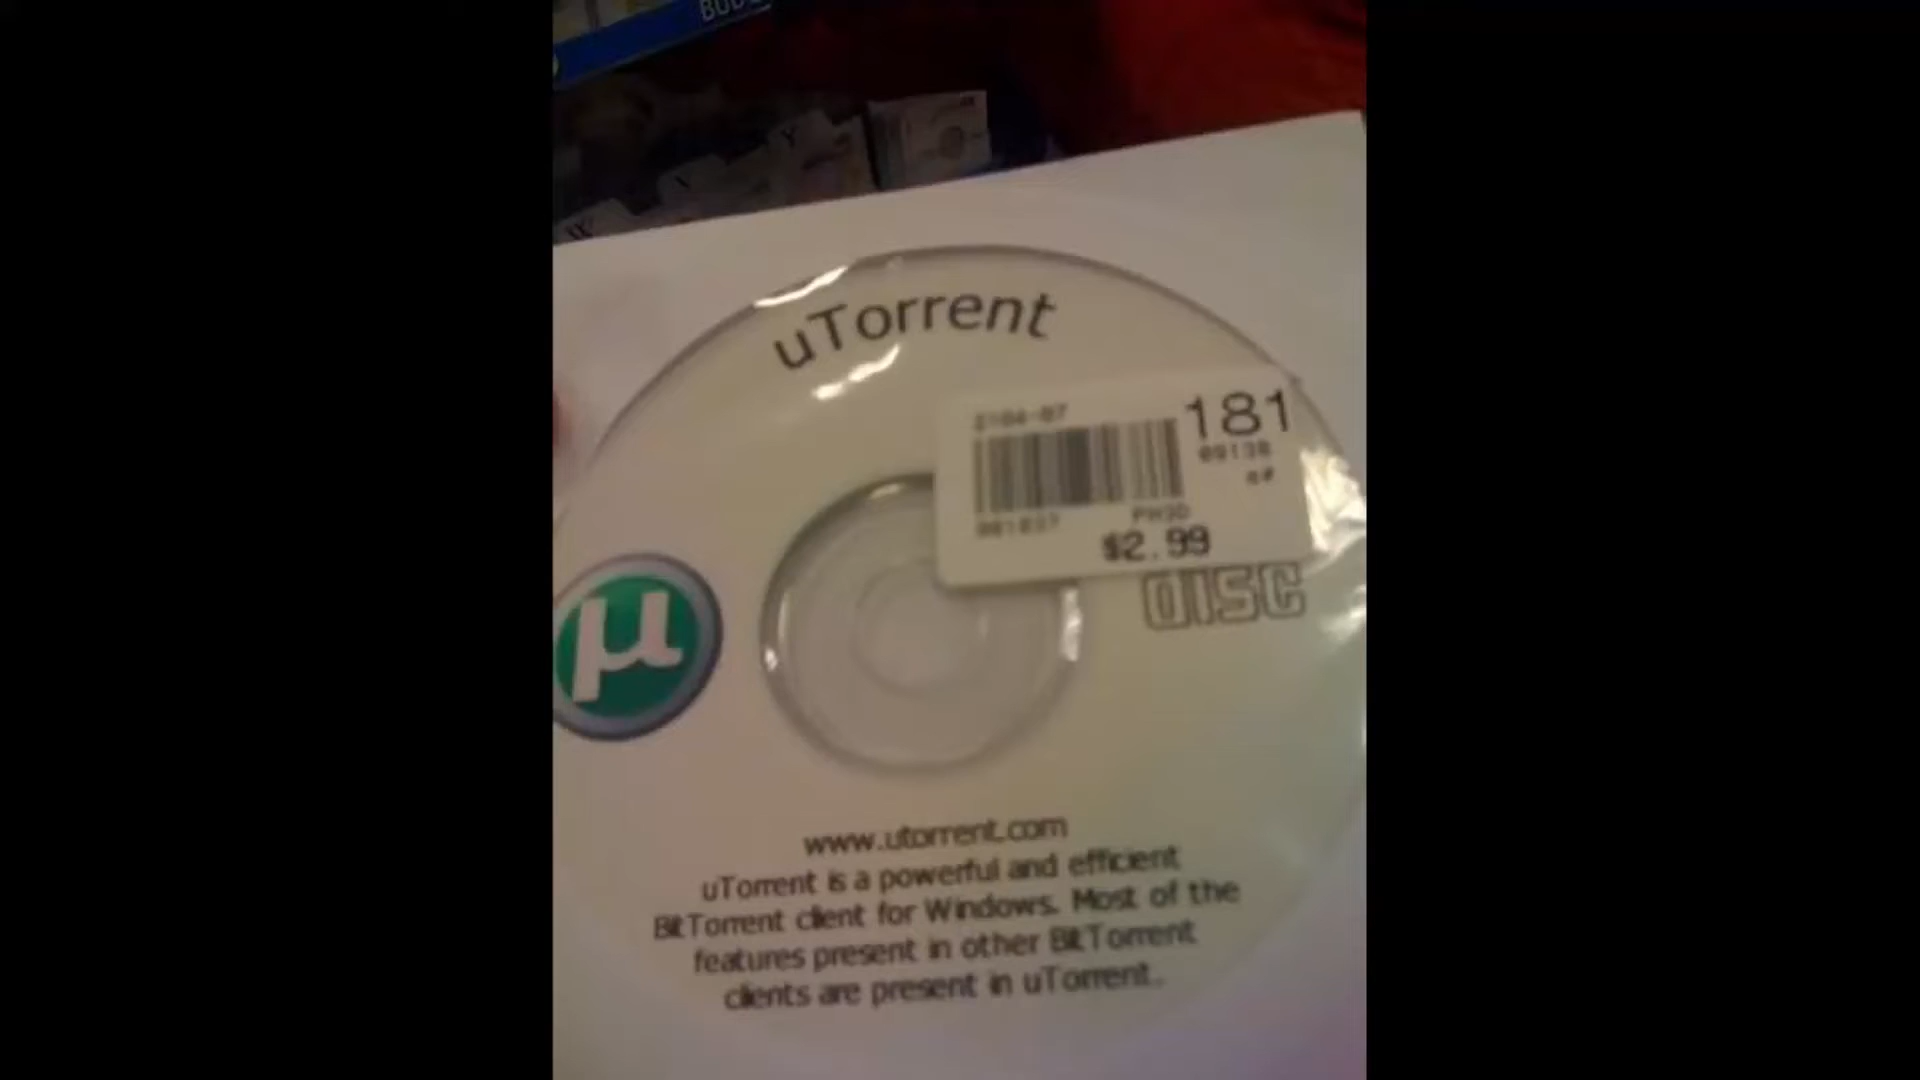 uTorrent
181
$2.99
DISC
µ
www.utorrent.com
uTorrent is a powerful and efficient
BitTorrent client for Windows. Most of the
features present in other BitTorrent
clients are present in uTorrent.